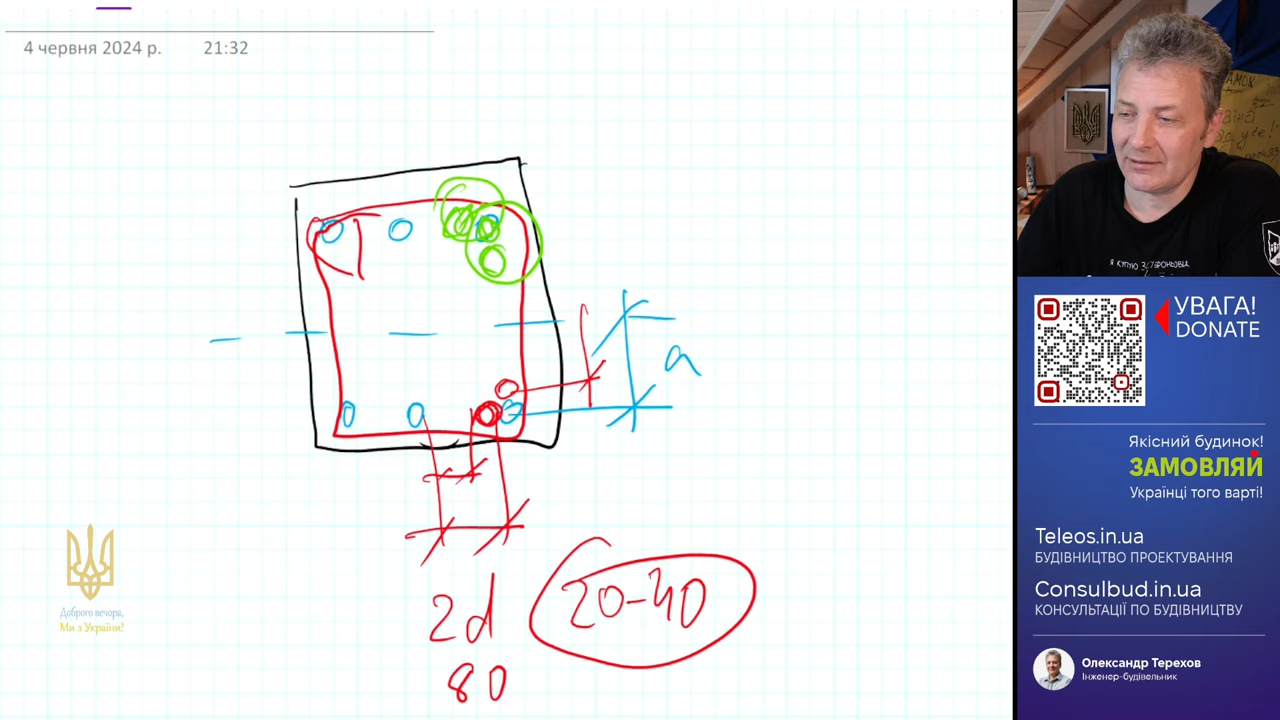 4 червня 2024 р. 21:32
a
2d
80
20-40
Доброго вечора,
Ми з України!
УВАГА!
DONATE
Якісний будинок!
ЗАМОВЛЯЙ
Українці того варті!
Teleos.in.ua
БУДІВНИЦТВО ПРОЕКТУВАННЯ
Consulbud.in.ua
КОНСУЛЬТАЦІЇ ПО БУДІВНИЦТВУ
Олександр Терехов
Інженер-будівельник